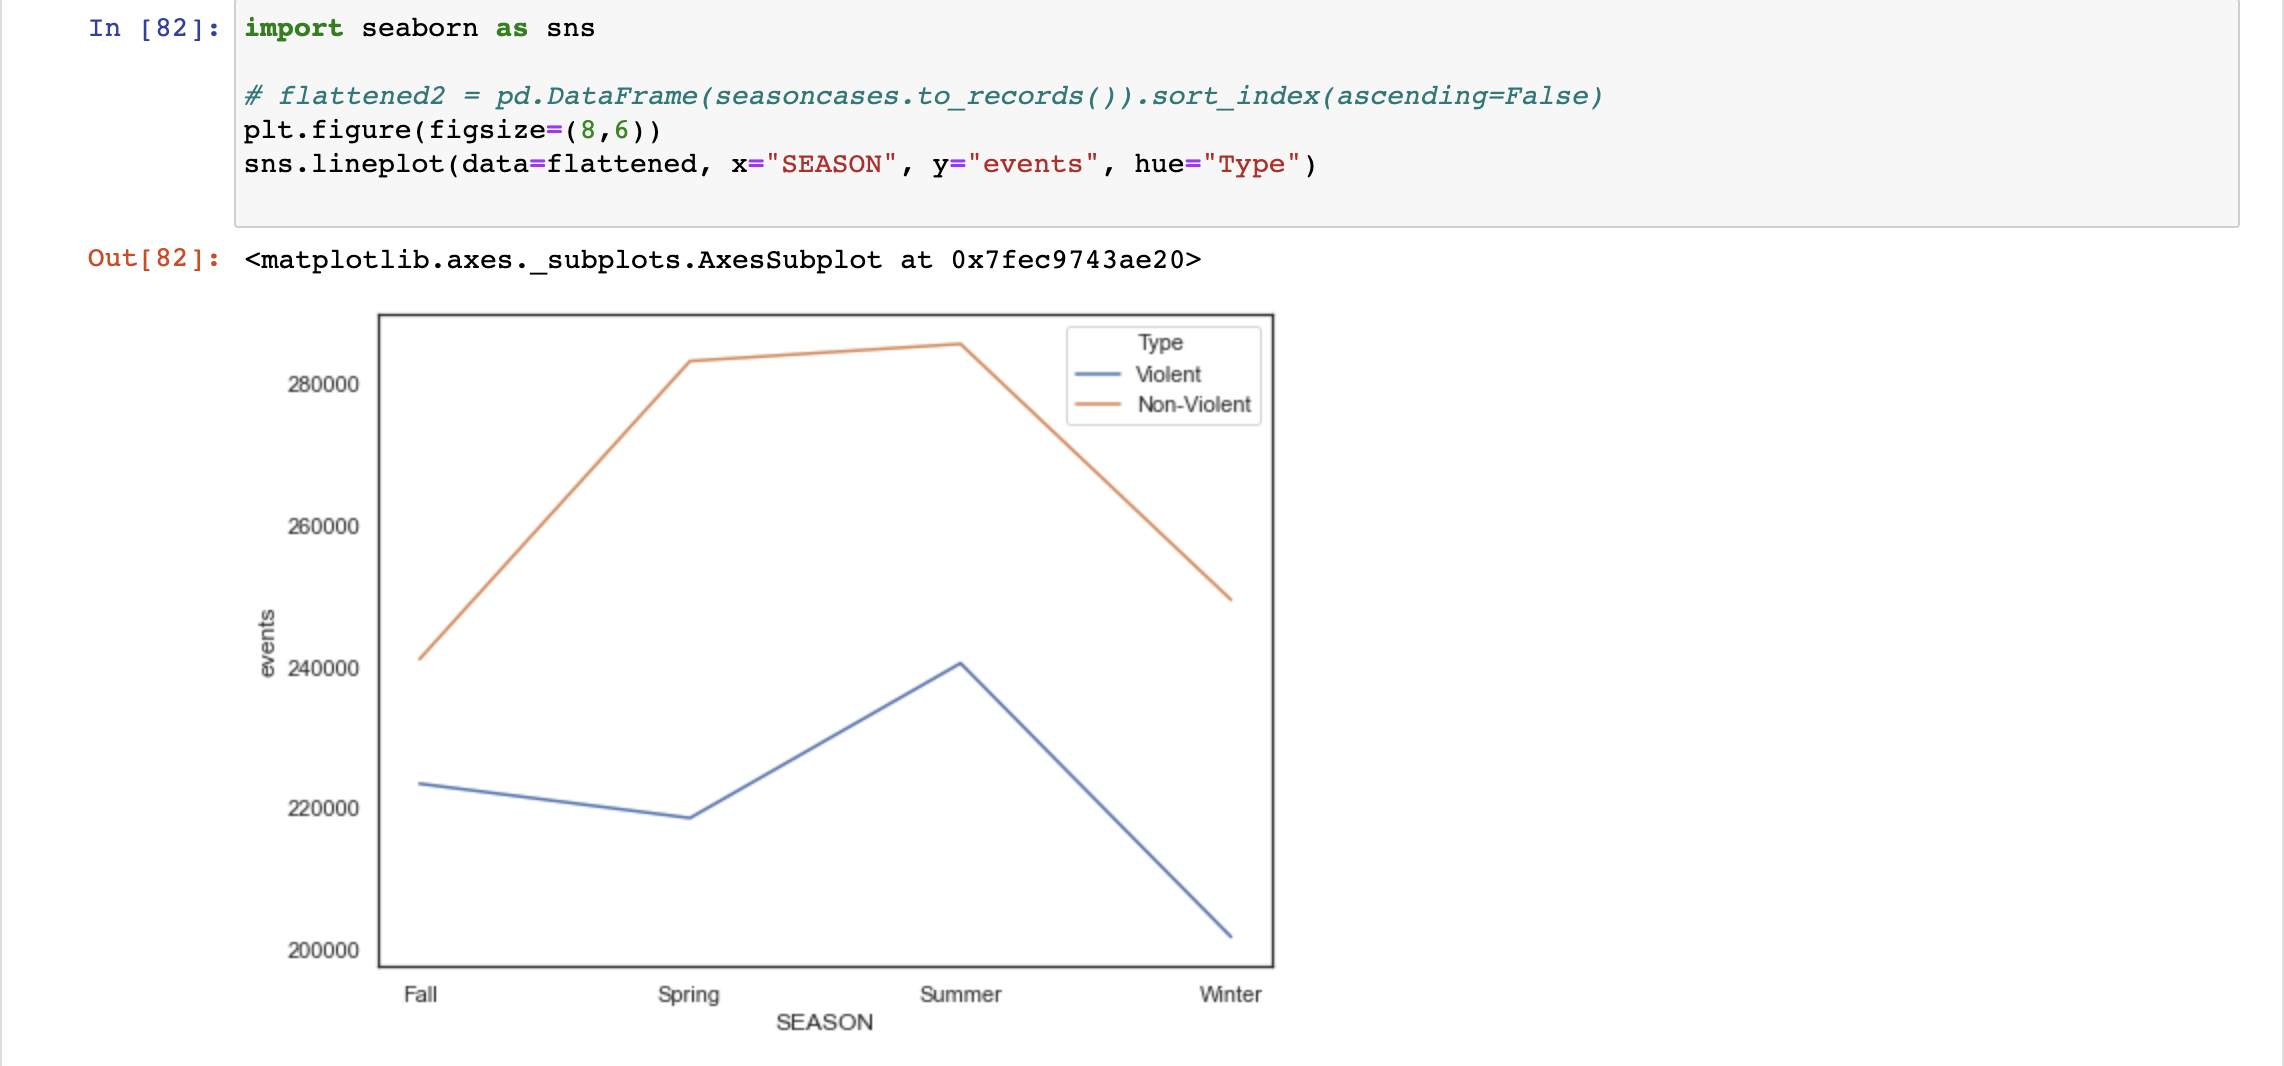 In [82]: import seaborn as sns
# flattened2 = pd.DataFrame(seasoncases.to_records()).sort_index(ascending=False)
plt.figure(figsize=(8,6))
sns.lineplot(data=flattened, x="SEASON", y="events", hue="Type")
Out[82]: <matplotlib.axes._subplots.AxesSubplot at 0x7fec9743ae20>
Type
Violent
Non-Violent
280000
260000
240000
220000
200000
events
Fall Spring Summer Winter
SEASON